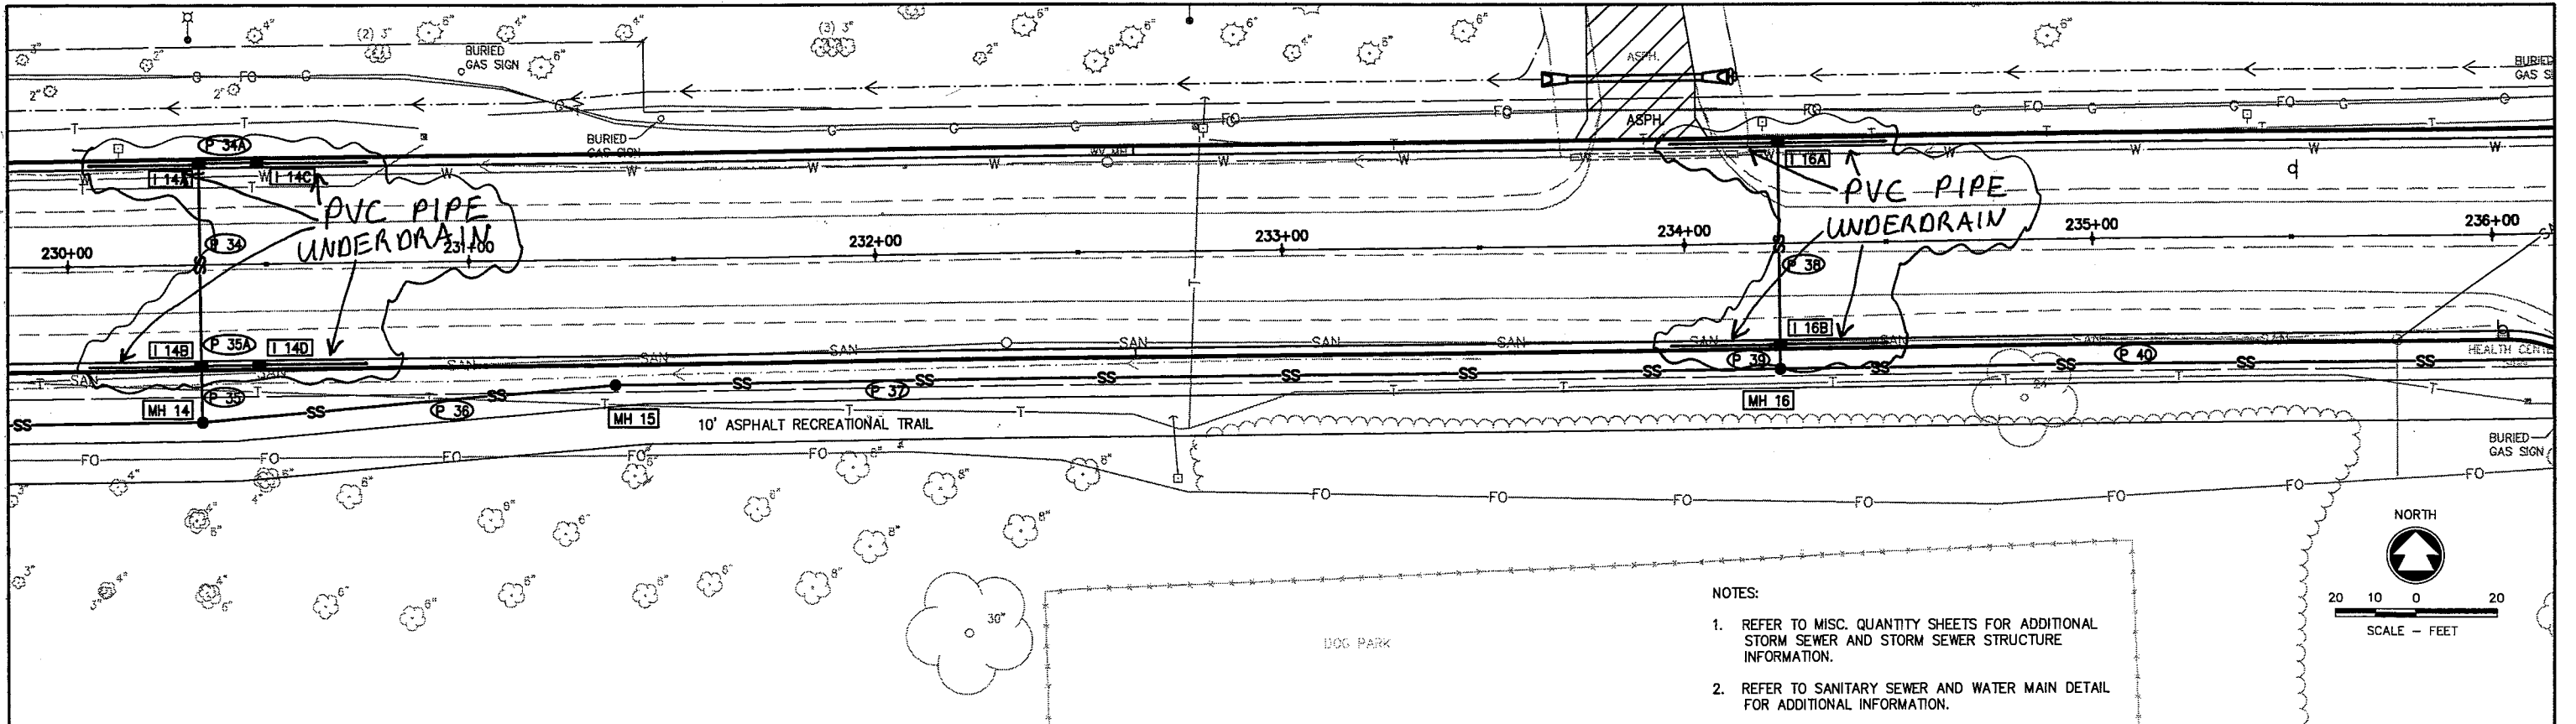 (2) 3"
(3) 3"
BURIED
GAS SIGN
BURIED
GAS SIGN
ASPH.
ASPH.
BURIED
P 34A
I 14A
I 14C
PVC PIPE
UNDERDRAIN
P 34
230+00
231+00
232+00
233+00
234+00
235+00
236+00
I 16A
PVC PIPE
UNDERDRAIN
P 38
I 14B
P 35A
I 14D
I 16B
P 39
P 40
MH 14
P 35
P 36
MH 15
P 37
MH 16
10' ASPHALT RECREATIONAL TRAIL
BURIED
GAS SIGN
30"
DOG PARK
NORTH
20 10 0 20
SCALE - FEET
NOTES:
1. REFER TO MISC. QUANTITY SHEETS FOR ADDITIONAL
STORM SEWER AND STORM SEWER STRUCTURE
INFORMATION.
2. REFER TO SANITARY SEWER AND WATER MAIN DETAIL
FOR ADDITIONAL INFORMATION.